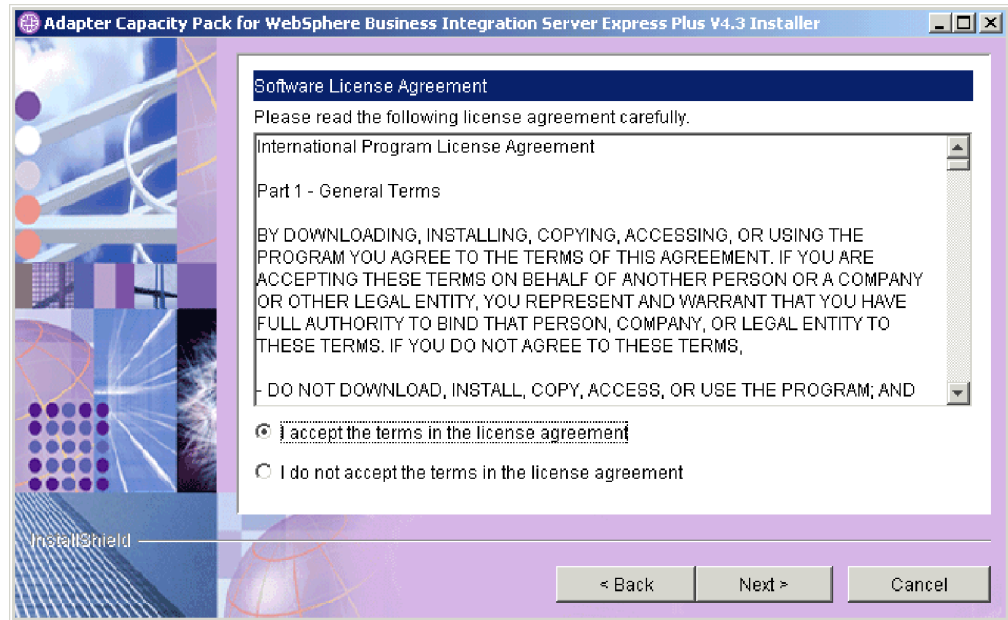 Adapter Capacity Pack for WebSphere Business Integration Server Express Plus V4.3 Installer
Software License Agreement
Please read the following license agreement carefully.
International Program License Agreement
Part 1 - General Terms
BY DOWNLOADING, INSTALLING, COPYING, ACCESSING, OR USING THE
PROGRAM YOU AGREE TO THE TERMS OF THIS AGREEMENT. IF YOU ARE
ACCEPTING THESE TERMS ON BEHALF OF ANOTHER PERSON OR A COMPANY
OR OTHER LEGAL ENTITY, YOU REPRESENT AND WARRANT THAT YOU HAVE
FULL AUTHORITY TO BIND THAT PERSON, COMPANY, OR LEGAL ENTITY TO
THESE TERMS. IF YOU DO NOT AGREE TO THESE TERMS,
- DO NOT DOWNLOAD, INSTALL, COPY, ACCESS, OR USE THE PROGRAM; AND
I accept the terms in the license agreement
I do not accept the terms in the license agreement
InstallShield
< Back
Next >
Cancel